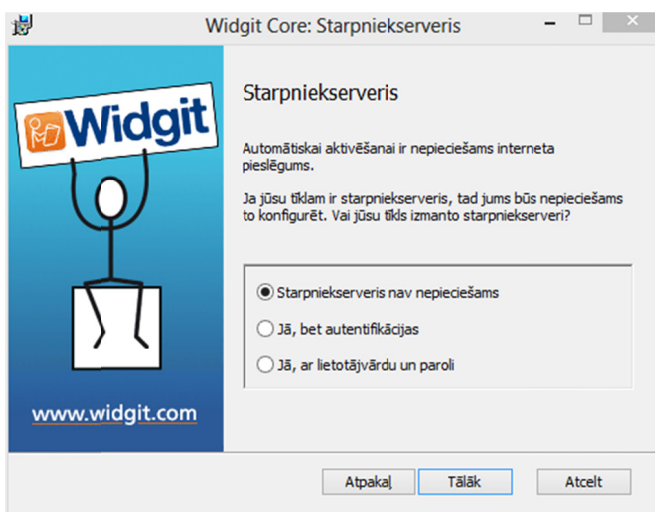 Widgit Core: Starpniekserveris
Widgit
Starpniekserveris
Automātiskai aktivēšanai ir nepieciešams interneta
pieslēgums.
Ja jūsu tīklam ir starpniekserveris, tad jums būs nepieciešams
to konfigurēt. Vai jūsu tīkls izmanto starpniekserveri?
Starpniekserveris nav nepieciešams
Jā, bet autentifikācijas
Jā, ar lietotājvārdu un paroli
www.widgit.com
Atpakaļ Tālāk Atcelt